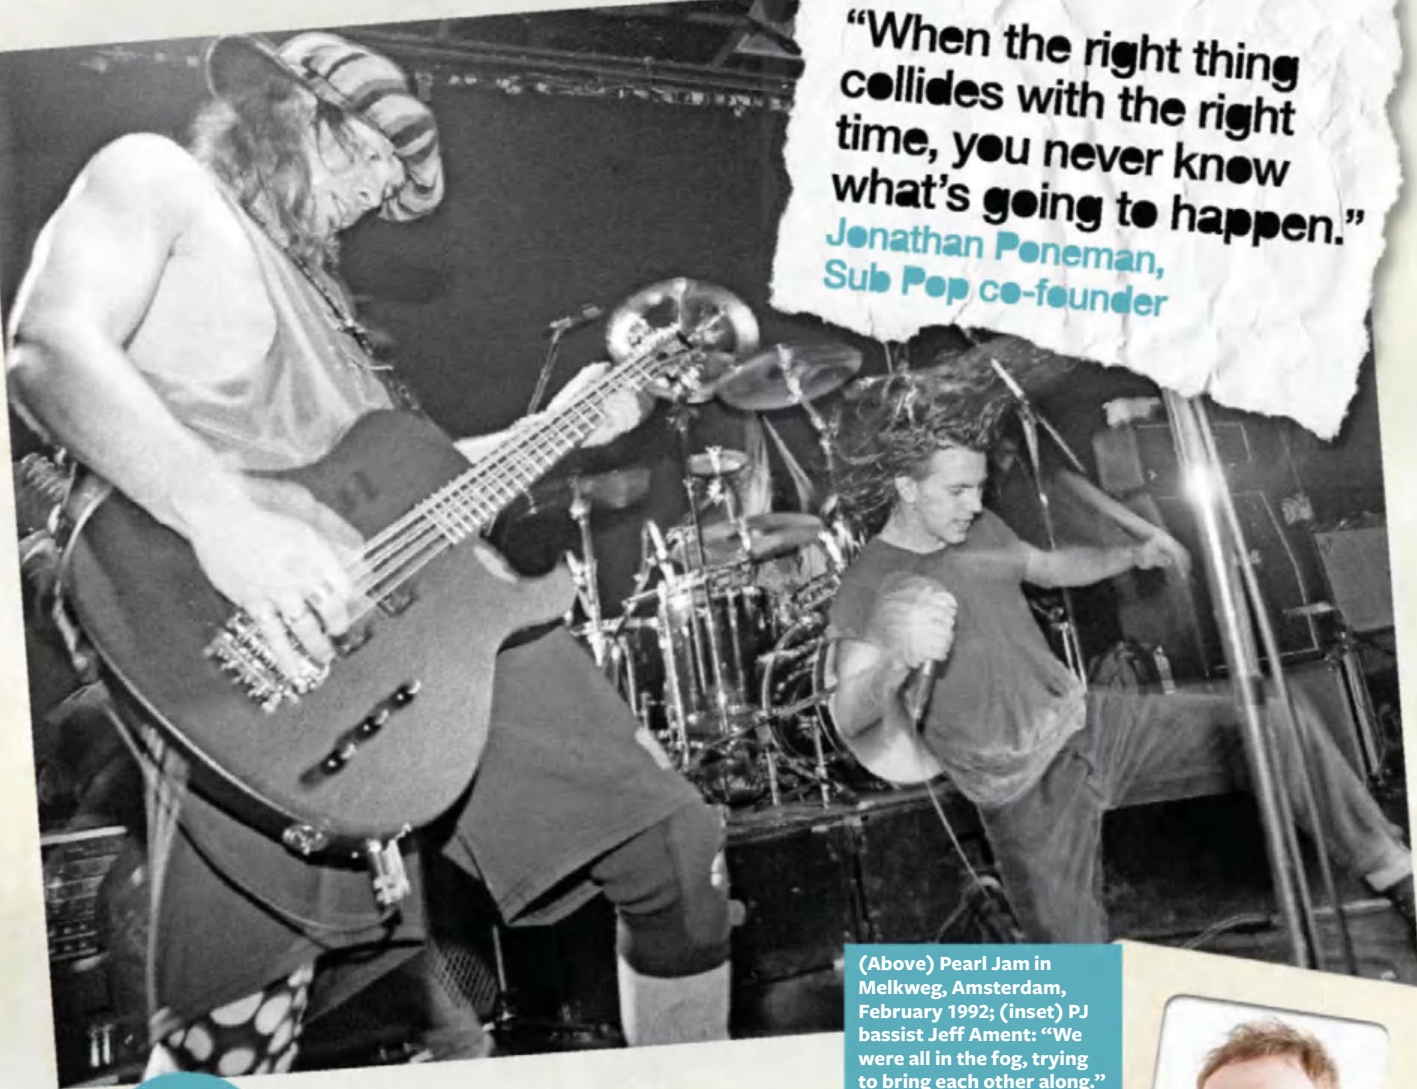 “When the right thing
collides with the right
time, you never know
what’s going to happen.”
Jonathan Poneman,
Sub Pop co-founder
(Above) Pearl Jam in
Melkweg, Amsterdam,
February 1992; (inset) PJ
bassist Jeff Ament: “We
were all in the fog, trying
to bring each other along.”